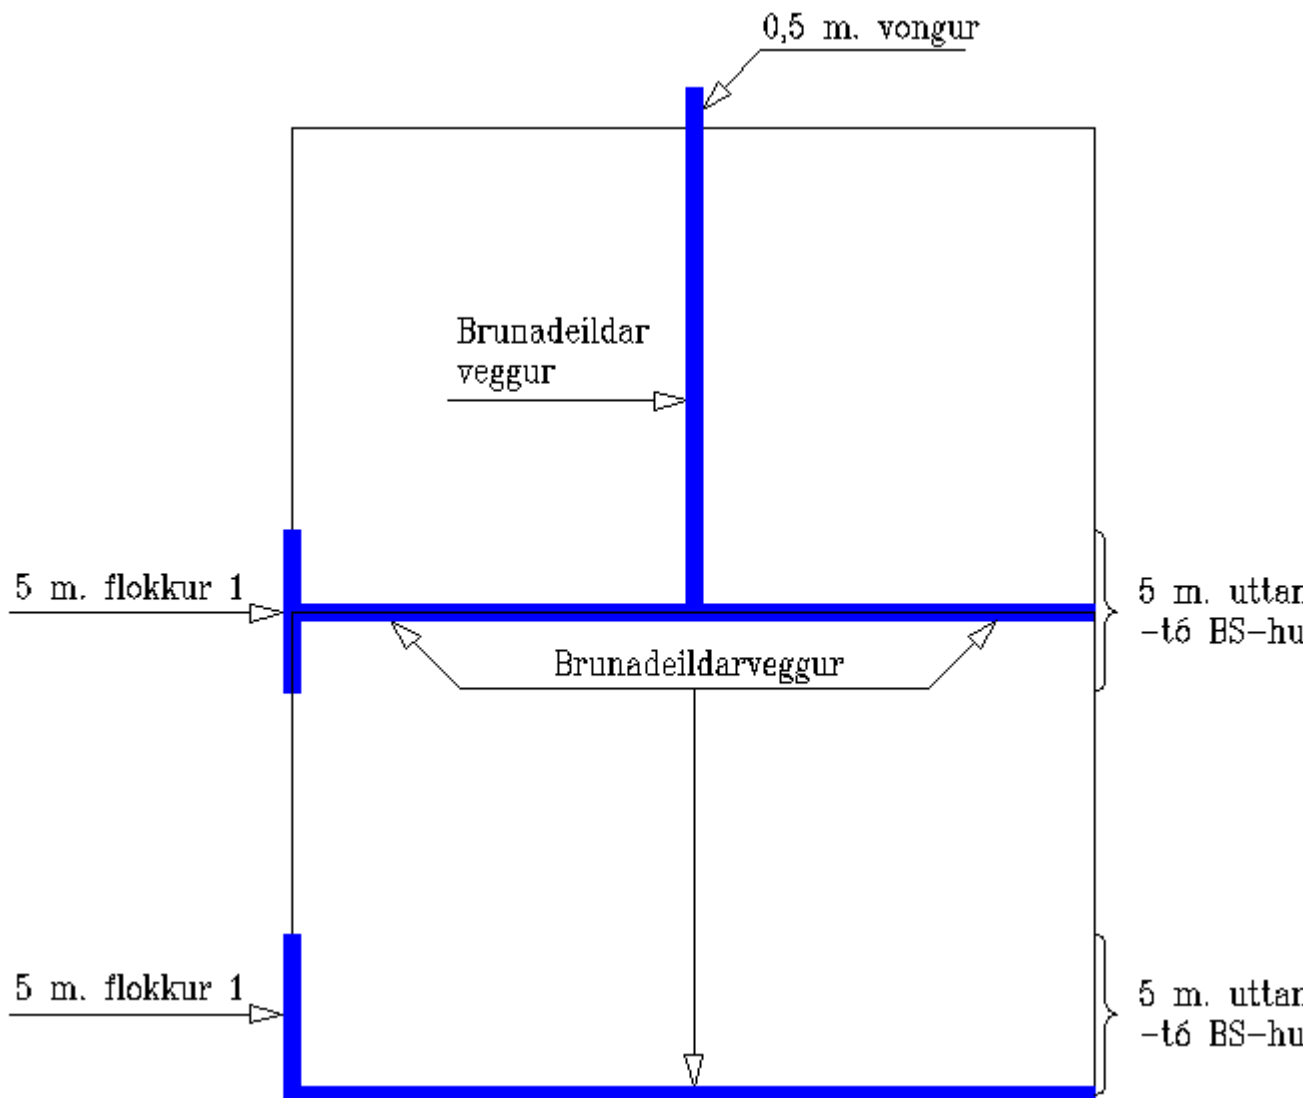 0,5 m. vongur
Brunadeildar
veggur
5 m. flokkur 1
5 m. uttan
-tó BS-hu
Brunadeildarveggur
5 m. flokkur 1
5 m. uttan
-tó BS-hu